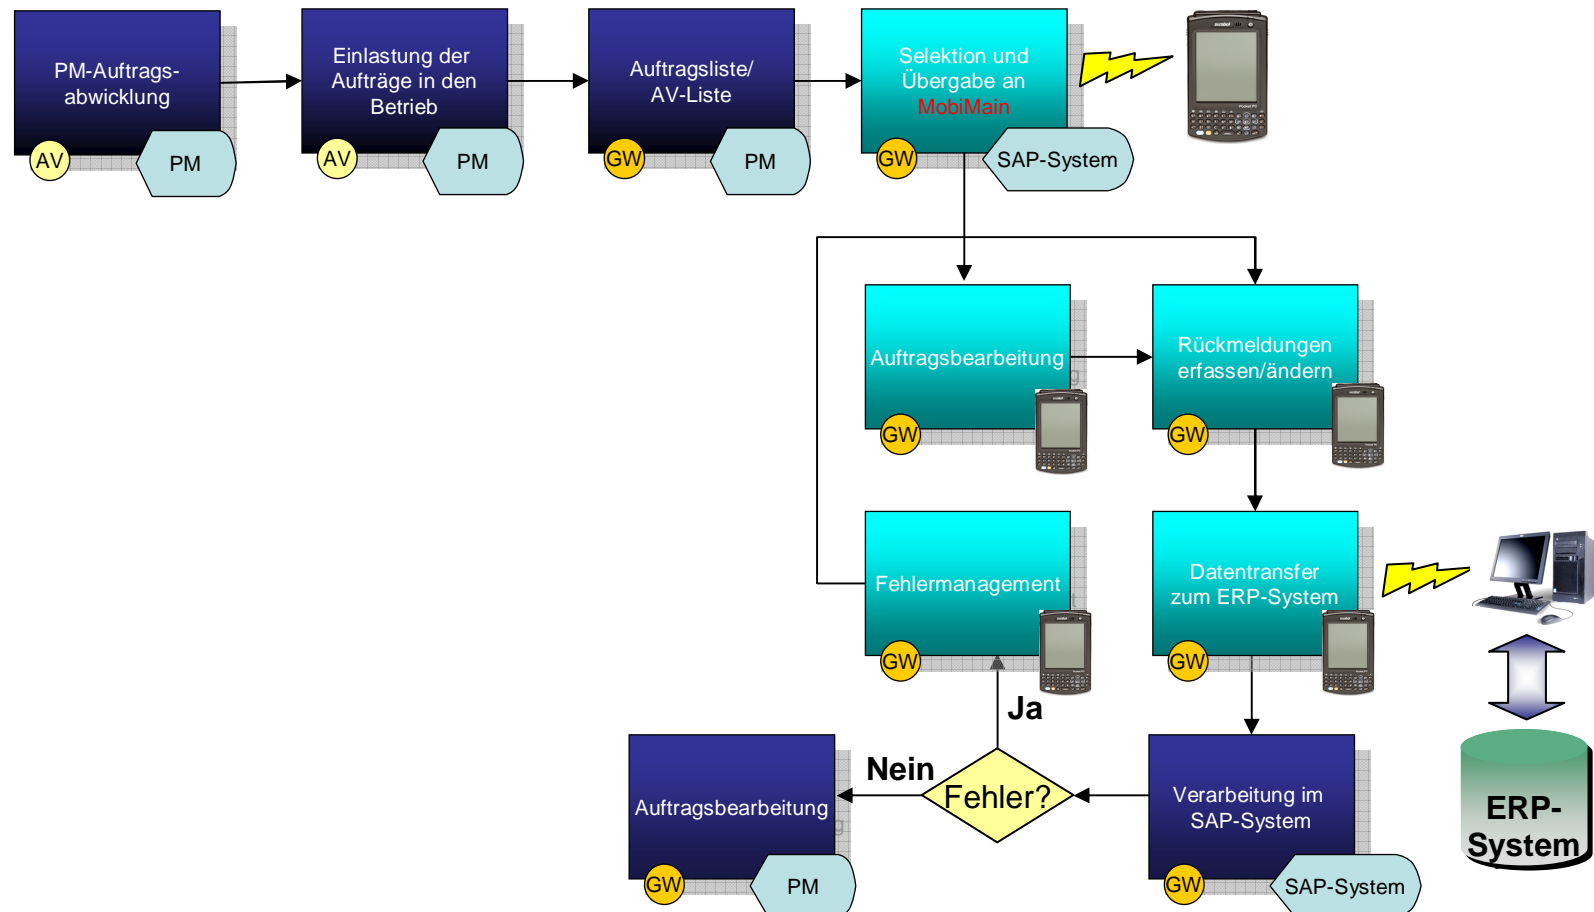 PM-Auftrags-
abwicklung
AV
PM
Einlastung der
Aufträge in den
Betrieb
AV
PM
Auftragsliste/
AV-Liste
GW
PM
Selektion und
Übergabe an
MobiMain
GW
SAP-System
Auftragsbearbeitung
g
GW
Rückmeldungen
erfassen/ändern
GW
Fehlermanagement
t
GW
Datentransfer
zum ERP-System
GW
Ja
Nein
Fehler?
Auftragsbearbeitung
g
GW
PM
Verarbeitung im
SAP-System
GW
SAP-System
ERP-
System